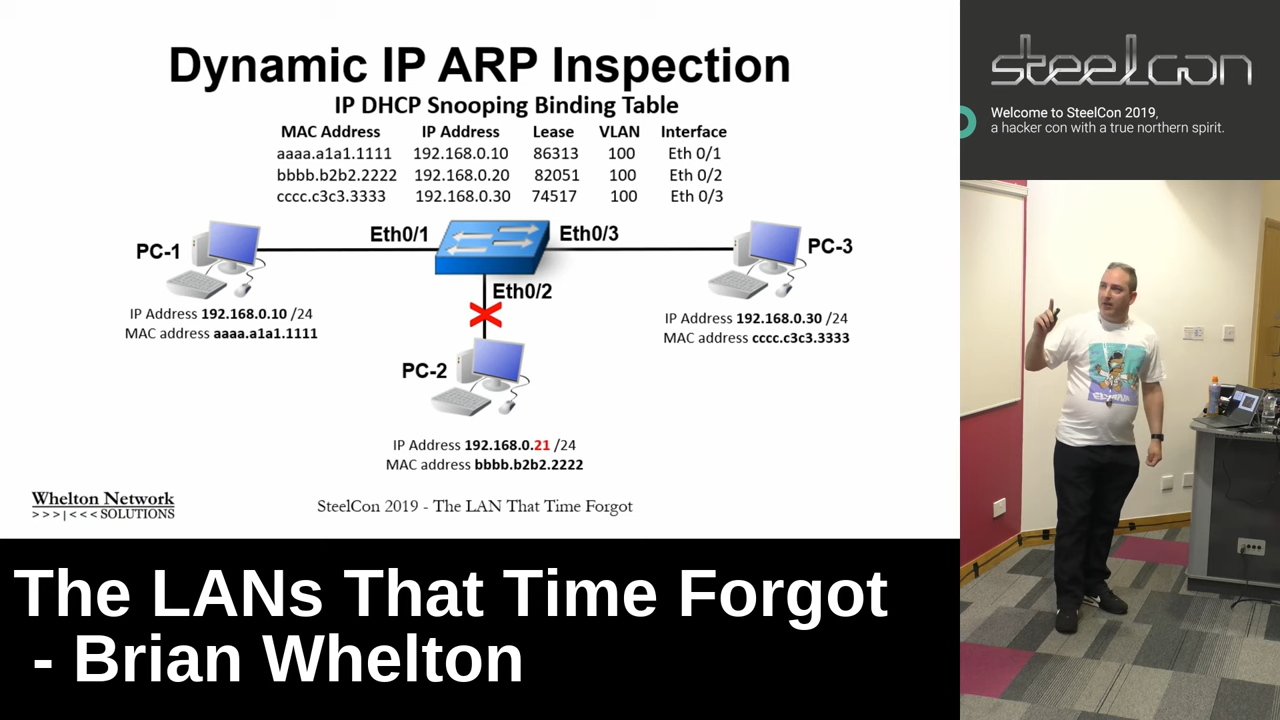 Dynamic IP ARP Inspection
IP DHCP Snooping Binding Table
MAC Address IP Address Lease VLAN Interface
aaaa.a1a1.1111 192.168.0.10 86313 100 Eth 0/1
bbbb.b2b2.2222 192.168.0.20 82051 100 Eth 0/2
cccc.c3c3.3333 192.168.0.30 74517 100 Eth 0/3
PC-1
Eth0/1
Eth0/3
PC-3
Eth0/2
IP Address 192.168.0.10 /24
MAC address aaaa.a1a1.1111
IP Address 192.168.0.30 /24
MAC address cccc.c3c3.3333
PC-2
IP Address 192.168.0.21 /24
MAC address bbbb.b2b2.2222
Whelton Network
>>>|<<< SOLUTIONS
SteelCon 2019 - The LAN That Time Forgot
steelcon
Welcome to SteelCon 2019,
a hacker con with a true northern spirit.
The LANs That Time Forgot
- Brian Whelton